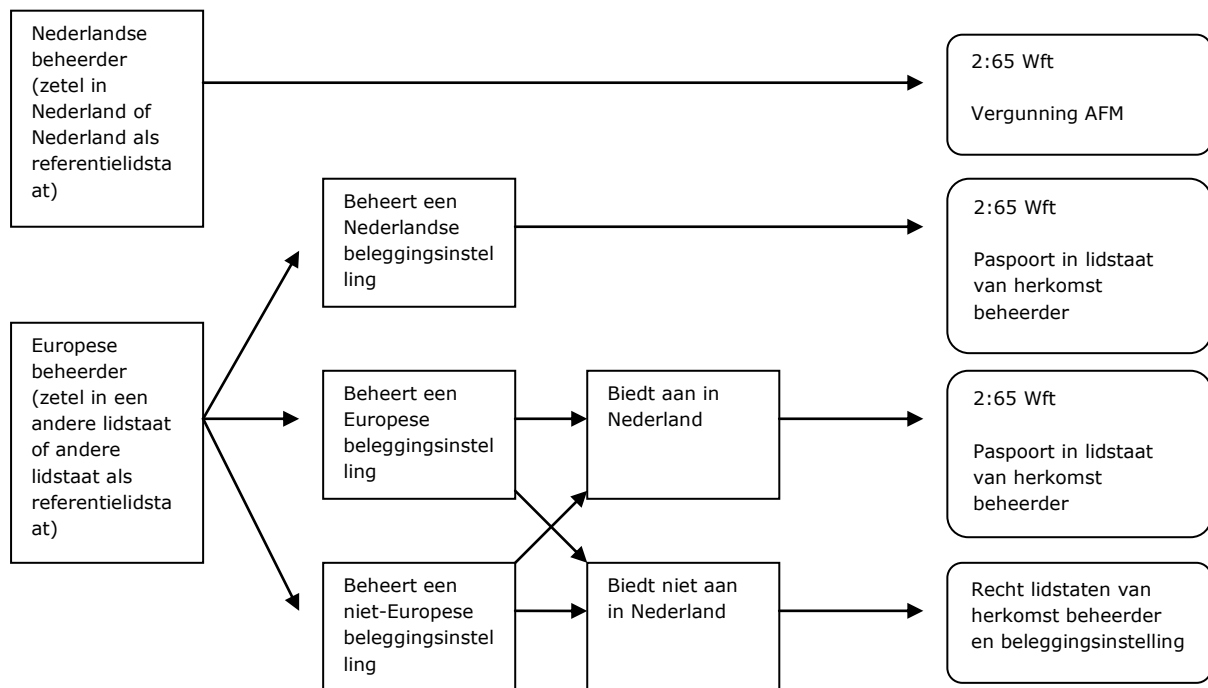 Nederlandse
beheerder
(zetel in
Nederland of
Nederland als
referentielidsta
at)
2:65 Wft
Vergunning AFM
Beheert een
Nederlandse
beleggingsinstel
ling
2:65 Wft
Paspoort in lidstaat
van herkomst
beheerder
Europese
beheerder
(zetel in een
andere lidstaat
of andere
lidstaat als
referentielidsta
at)
Beheert een
Europese
beleggingsinstel
ling
Biedt aan in
Nederland
2:65 Wft
Paspoort in lidstaat
van herkomst
beheerder
Beheert een
niet-Europese
beleggingsinstel
ling
Biedt niet aan
in Nederland
Recht lidstaten van
herkomst beheerder
en beleggingsinstelling